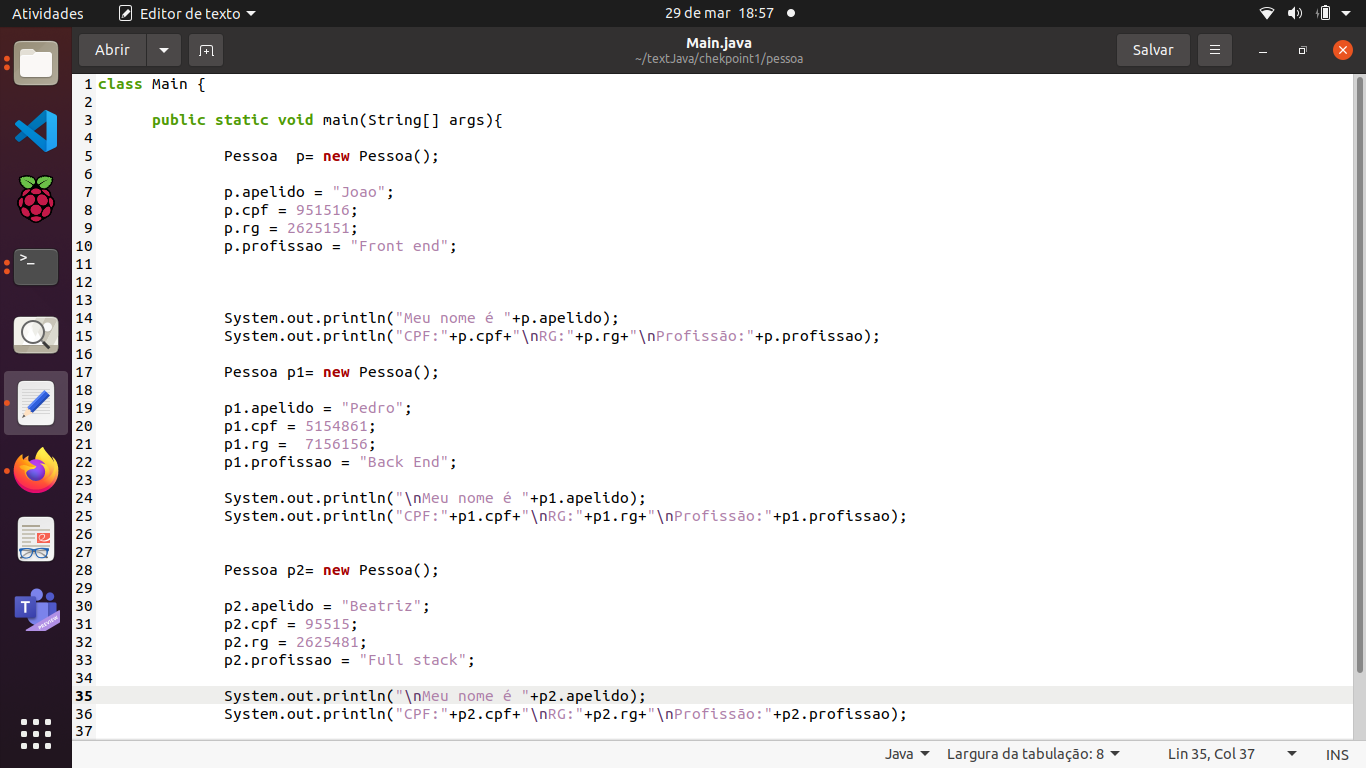 Atividades Editor de texto 29 de mar 18:57
Abrir Main.java Salvar
~/textJava/chekpoint1/pessoa
1 class Main {
2
3 public static void main(String[] args){
4
5 Pessoa  p= new Pessoa();
6
7 p.apelido = "Joao";
8 p.cpf = 951516;
9 p.rg = 2625151;
10 p.profissao = "Front end";
11
12
13
14 System.out.println("Meu nome é "+p.apelido);
15 System.out.println("CPF:"+p.cpf+"\nRG:"+p.rg+"\nProfissão:"+p.profissao);
16
17 Pessoa p1= new Pessoa();
18
19 p1.apelido = "Pedro";
20 p1.cpf = 5154861;
21 p1.rg =  7156156;
22 p1.profissao = "Back End";
23
24 System.out.println("\nMeu nome é "+p1.apelido);
25 System.out.println("CPF:"+p1.cpf+"\nRG:"+p1.rg+"\nProfissão:"+p1.profissao);
26
27
28 Pessoa p2= new Pessoa();
29
30 p2.apelido = "Beatriz";
31 p2.cpf = 95515;
32 p2.rg = 2625481;
33 p2.profissao = "Full stack";
34
35 System.out.println("\nMeu nome é "+p2.apelido);
36 System.out.println("CPF:"+p2.cpf+"\nRG:"+p2.rg+"\nProfissão:"+p2.profissao);
37
Java Largura da tabulação: 8 Lin 35, Col 37 INS
>_
T
PREVIEW